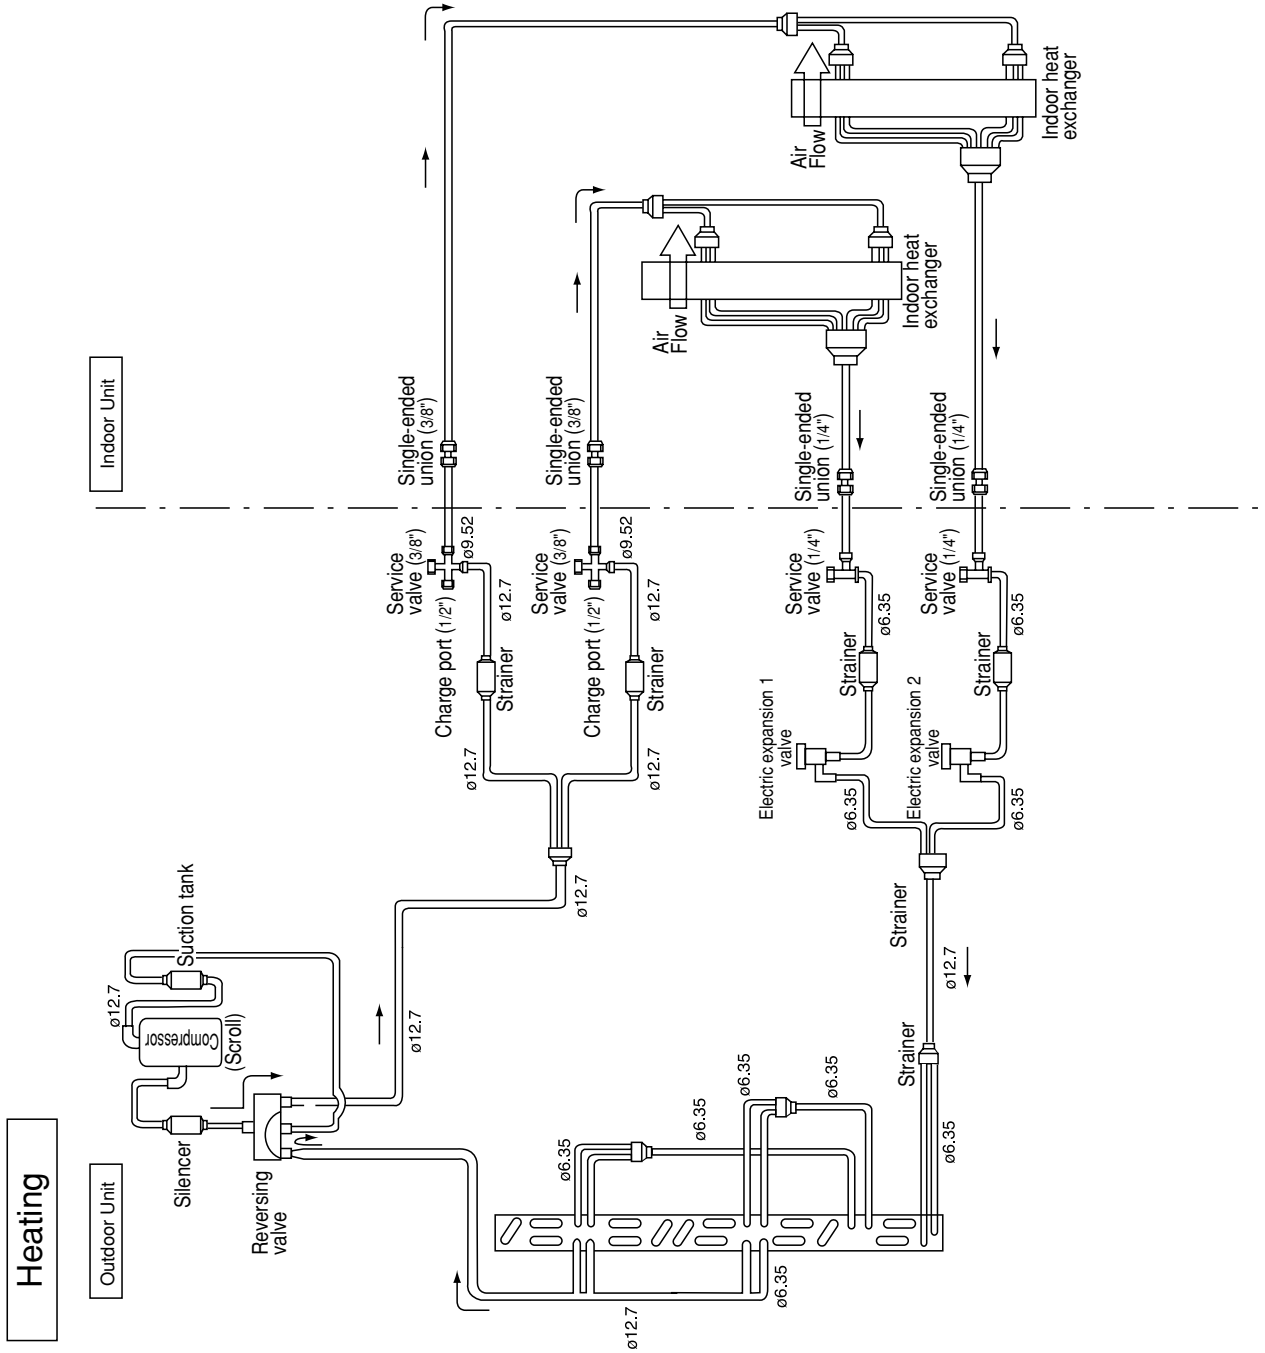 Heating
Outdoor Unit
Indoor Unit
Silencer
Reversing
valve
Compressor
(Scroll)
Suction tank
ø12.7
ø12.7
ø12.7
ø12.7
ø12.7
Service
valve (3/8")
ø9.52
Charge port (1/2")
ø12.7
Strainer
Single-ended
union (3/8")
Service
valve (3/8")
ø9.52
Charge port (1/2")
ø12.7
Strainer
Single-ended
union (3/8")
Air
Flow
Indoor heat
exchanger
Air
Flow
Indoor heat
exchanger
Single-ended
union (1/4")
Single-ended
union (1/4")
Service
valve (1/4")
ø6.35
Strainer
Service
valve (1/4")
ø6.35
Strainer
Electric expansion 1
valve
ø6.35
Electric expansion 2
valve
ø6.35
Strainer
ø12.7
Strainer
ø6.35
ø6.35
ø6.35
ø6.35
ø6.35
ø6.35
ø12.7